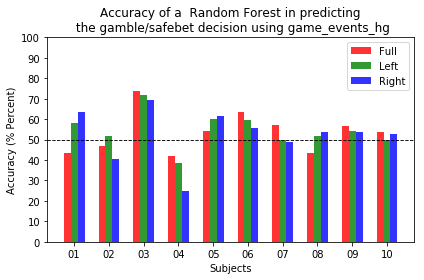 Accuracy of a  Random Forest in predicting
the gamble/safebet decision using game_events_hg
Accuracy (% Percent)
100
90
80
70
60
50
40
30
20
10
0
Full
Left
Right
01 02 03 04 05 06 07 08 09 10
Subjects